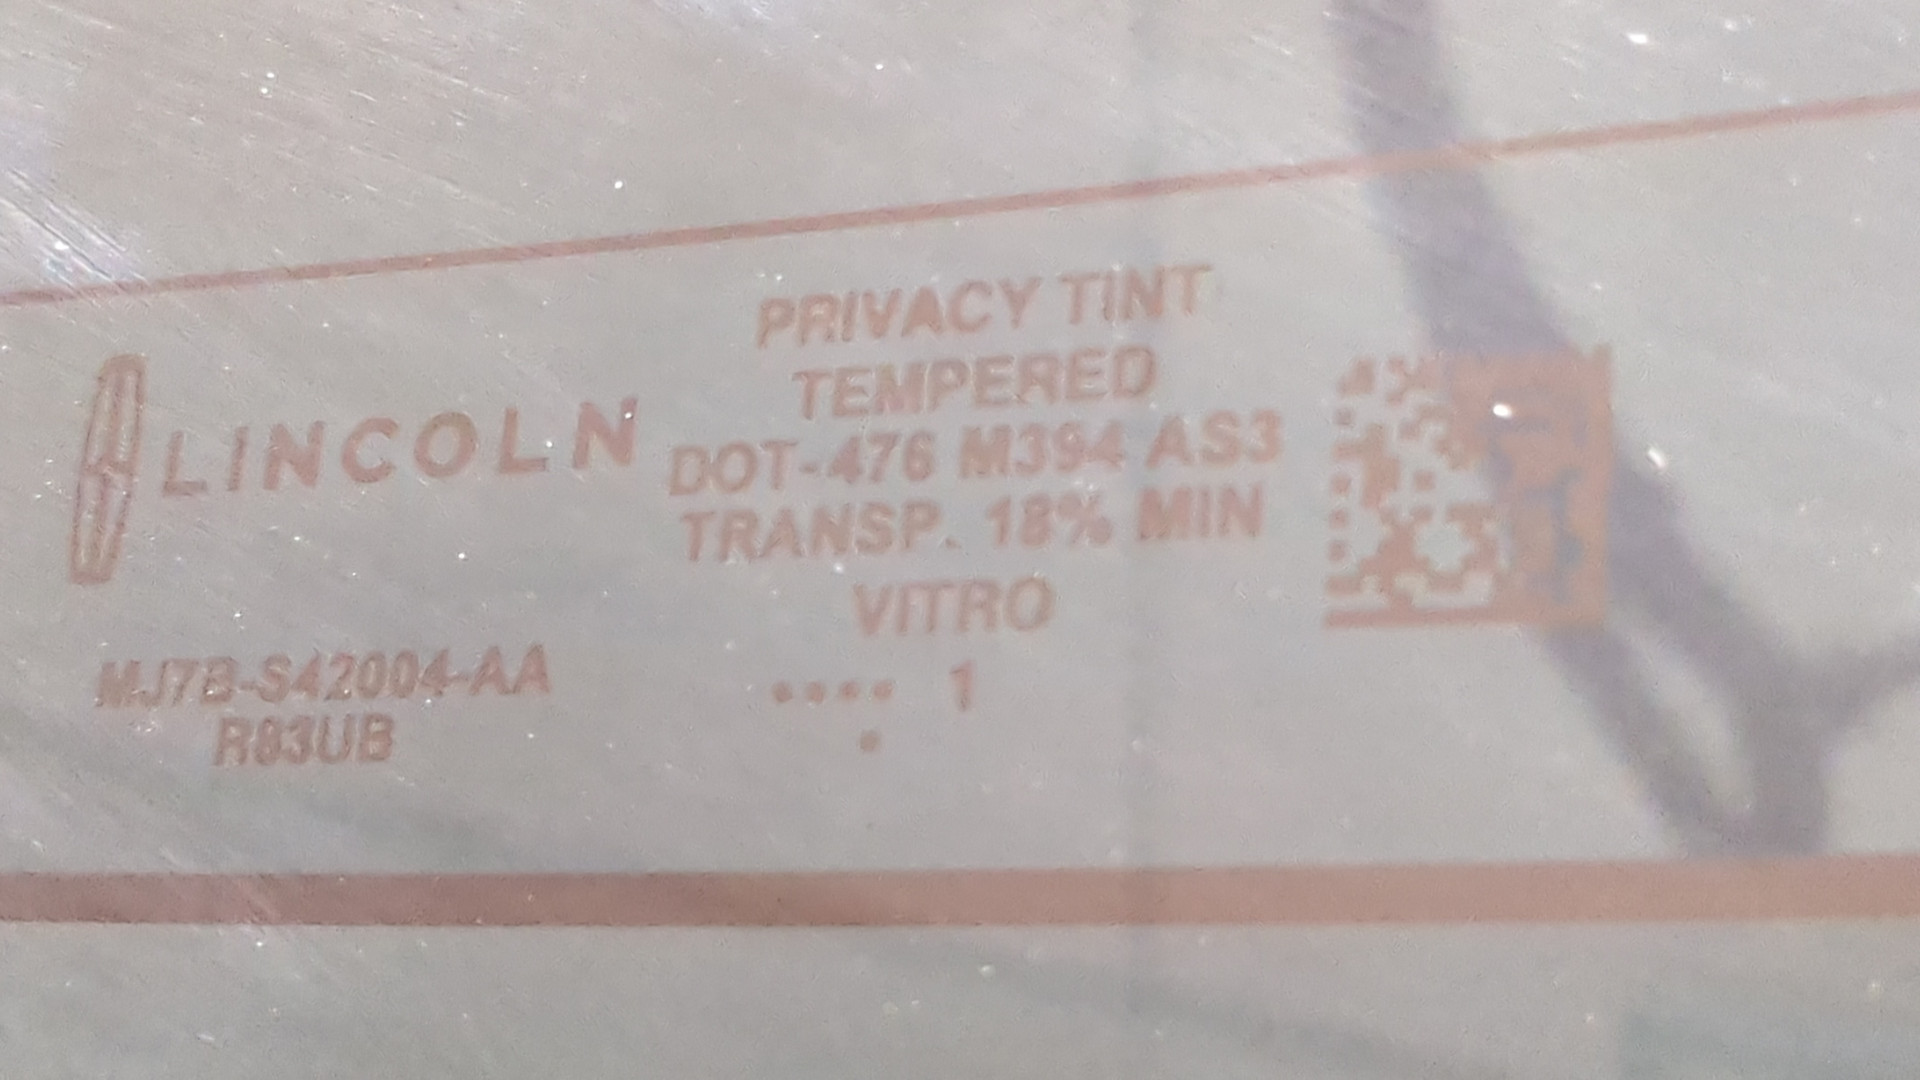 PRIVACY TINT
TEMPERED
LINCOLN
DOT-476 M394 AS3
TRANSP. 18% MIN
VITRO
MJ7B-S42004-AA
R83UB
•••• 1
•